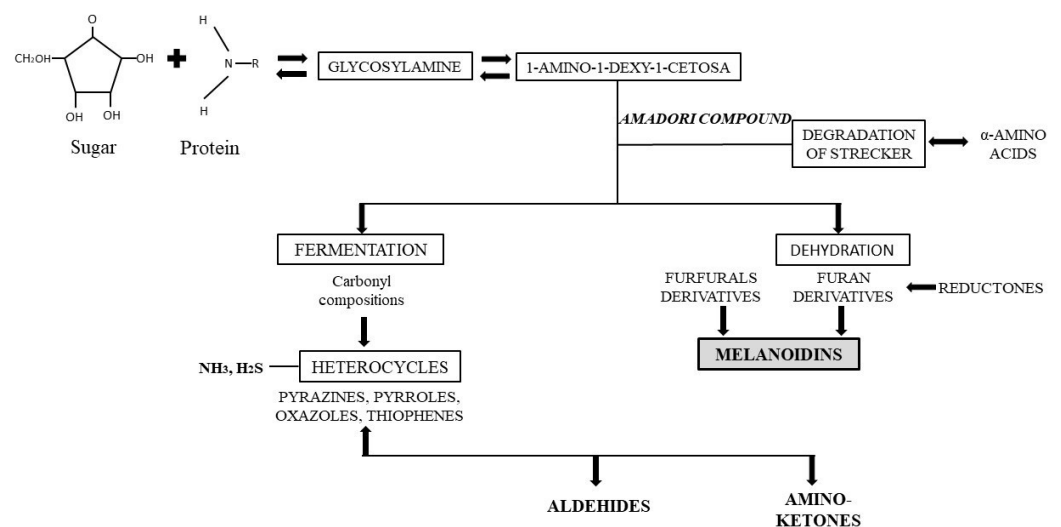 O
CH₂OH
OH
OH
OH
Sugar
H
N
R
H
Protein
GLYCOSYLAMINE
1-AMINO-1-DEXY-1-CETOSA
AMADORI COMPOUND
DEGRADATION
OF STRECKER
α-AMINO
ACIDS
FERMENTATION
Carbonyl
compositions
NH₃, H₂S
HETEROCYCLES
PYRAZINES, PYRROLES,
OXAZOLES, THIOPHENES
DEHYDRATION
FURFURALS
DERIVATIVES
FURAN
DERIVATIVES
REDUCTONES
MELANOIDINS
ALDEHIDES
AMINO-
KETONES